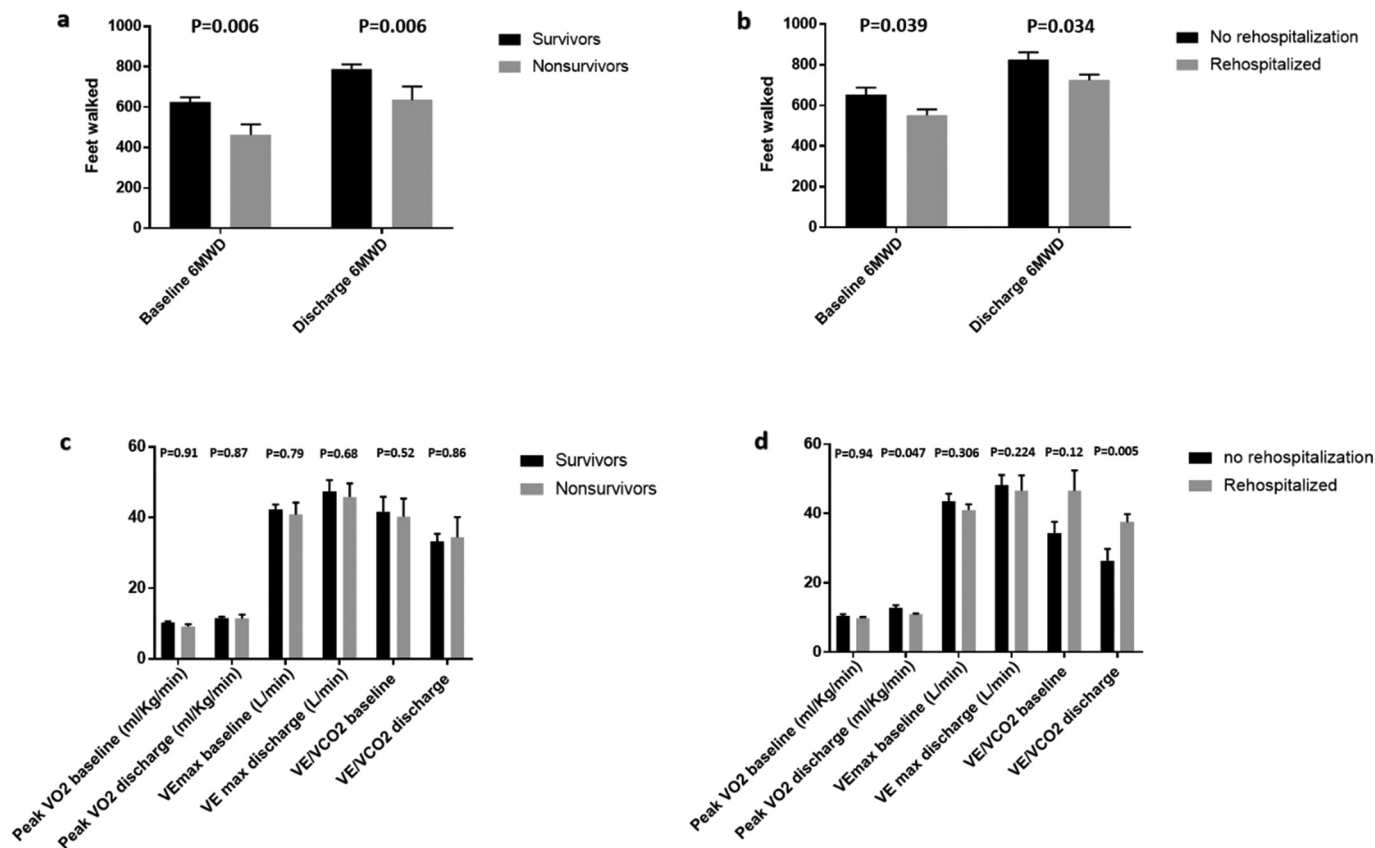 a
P=0.006
P=0.006
1000
800
600
400
200
0
Feet walked
Survivors
Nonsurvivors
Baseline 6MWD
Discharge 6MWD
b
P=0.039
P=0.034
1000
800
600
400
200
0
Feet walked
No rehospitalization
Rehospitalized
Baseline 6MWD
Discharge 6MWD
c
P=0.91 P=0.87 P=0.79 P=0.68 P=0.52 P=0.86
60
40
20
0
Survivors
Nonsurvivors
Peak VO2 baseline (ml/Kg/min)
Peak VO2 discharge (ml/Kg/min)
VEmax baseline (L/min)
VE max discharge (L/min)
VE/VCO2 baseline
VE/VCO2 discharge
d
P=0.94 P=0.047 P=0.306 P=0.224 P=0.12 P=0.005
60
40
20
0
no rehospitalization
Rehospitalized
Peak VO2 baseline (ml/Kg/min)
Peak VO2 discharge (ml/Kg/min)
VEmax baseline (L/min)
VE max discharge (L/min)
VE/VCO2 baseline
VE/VCO2 discharge